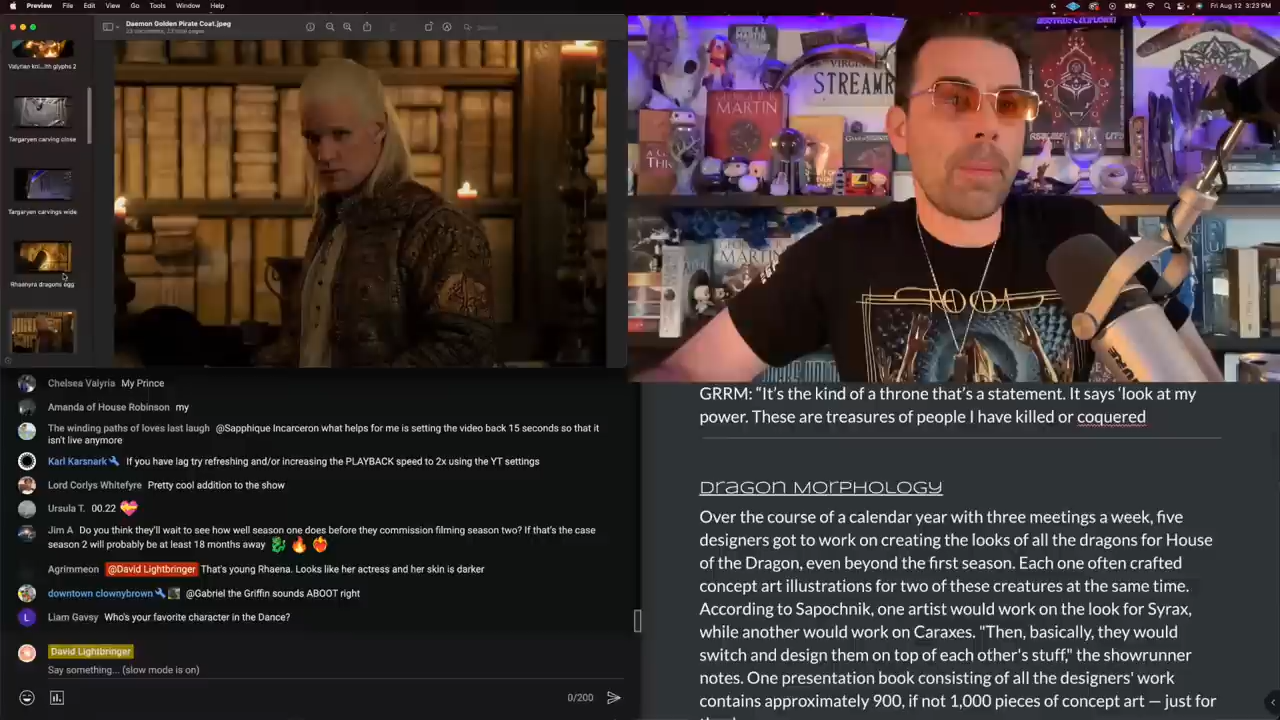 Preview File Edit View Go Tools Window Help
Fri Aug 12 3:23 PM
Daemon Golden Pirate Coat.jpeg
Valyrian kni...th glyphs 2
Targaryen carving close
Targaryen carvings wide
Rhaenyra dragons egg
VIRGIN
STREAMR
MARTIN
TOOL
Chelsea Valyria My Prince
Amanda of House Robinson my
The winding paths of loves last laugh @Sapphique Incarceron what helps for me is setting the video back 15 seconds so that it
isn't live anymore
Karl Karsnark If you have lag try refreshing and/or increasing the PLAYBACK speed to 2x using the YT settings
Lord Corlys Whitefyre Pretty cool addition to the show
Ursula T. 00.22 💝
Jim A Do you think they'll wait to see how well season one does before they commission filming season two? If that's the case
season 2 will probably be at least 18 months away 🐉 🔥 ❤️‍🔥
Agrimmeon @David Lightbringer That's young Rhaena. Looks like her actress and her skin is darker
downtown clownybrown @Gabriel the Griffin sounds ABOOT right
L Liam Gavsy Who's your favorite character in the Dance?
David Lightbringer
Say something... (slow mode is on)
0/200
GRRM: “It’s the kind of a throne that’s a statement. It says ‘look at my
power. These are treasures of people I have killed or coquered
Dragon Morphology
Over the course of a calendar year with three meetings a week, five
designers got to work on creating the looks of all the dragons for House
of the Dragon, even beyond the first season. Each one often crafted
concept art illustrations for two of these creatures at the same time.
According to Sapochnik, one artist would work on the look for Syrax,
while another would work on Caraxes. "Then, basically, they would
switch and design them on top of each other's stuff," the showrunner
notes. One presentation book consisting of all the designers' work
contains approximately 900, if not 1,000 pieces of concept art — just for